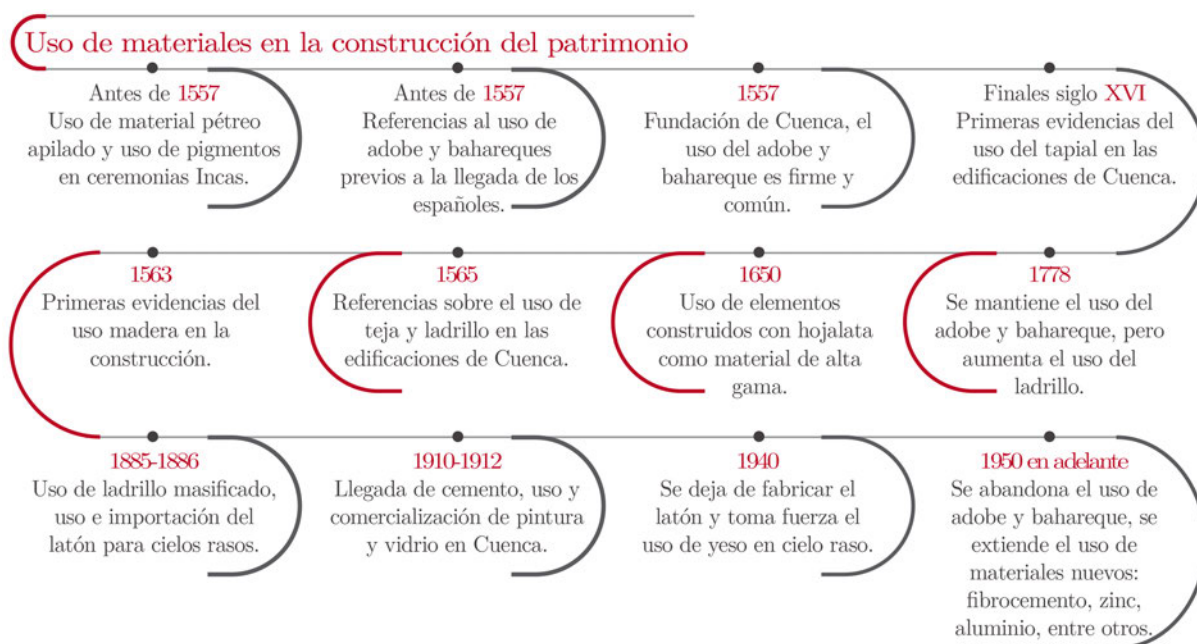 Uso de materiales en la construcción del patrimonio
Antes de 1557
Uso de material pétreo
apilado y uso de pigmentos
en ceremonias Incas.
Antes de 1557
Referencias al uso de
adobe y bahareques
previos a la llegada de los
españoles.
1557
Fundación de Cuenca, el
uso del adobe y
bahareque es firme y
común.
Finales siglo XVI
Primeras evidencias del
uso del tapial en las
edificaciones de Cuenca.
1563
Primeras evidencias del
uso madera en la
construcción.
1565
Referencias sobre el uso de
teja y ladrillo en las
edificaciones de Cuenca.
1650
Uso de elementos
construidos con hojalata
como material de alta
gama.
1778
Se mantiene el uso del
adobe y bahareque, pero
aumenta el uso del
ladrillo.
1885-1886
Uso de ladrillo masificado,
uso e importación del
latón para cielos rasos.
1910-1912
Llegada de cemento, uso y
comercialización de pintura
y vidrio en Cuenca.
1940
Se deja de fabricar el
latón y toma fuerza el
uso de yeso en cielo raso.
1950 en adelante
Se abandona el uso de
adobe y bahareque, se
extiende el uso de
materiales nuevos:
fibrocemento, zinc,
aluminio, entre otros.